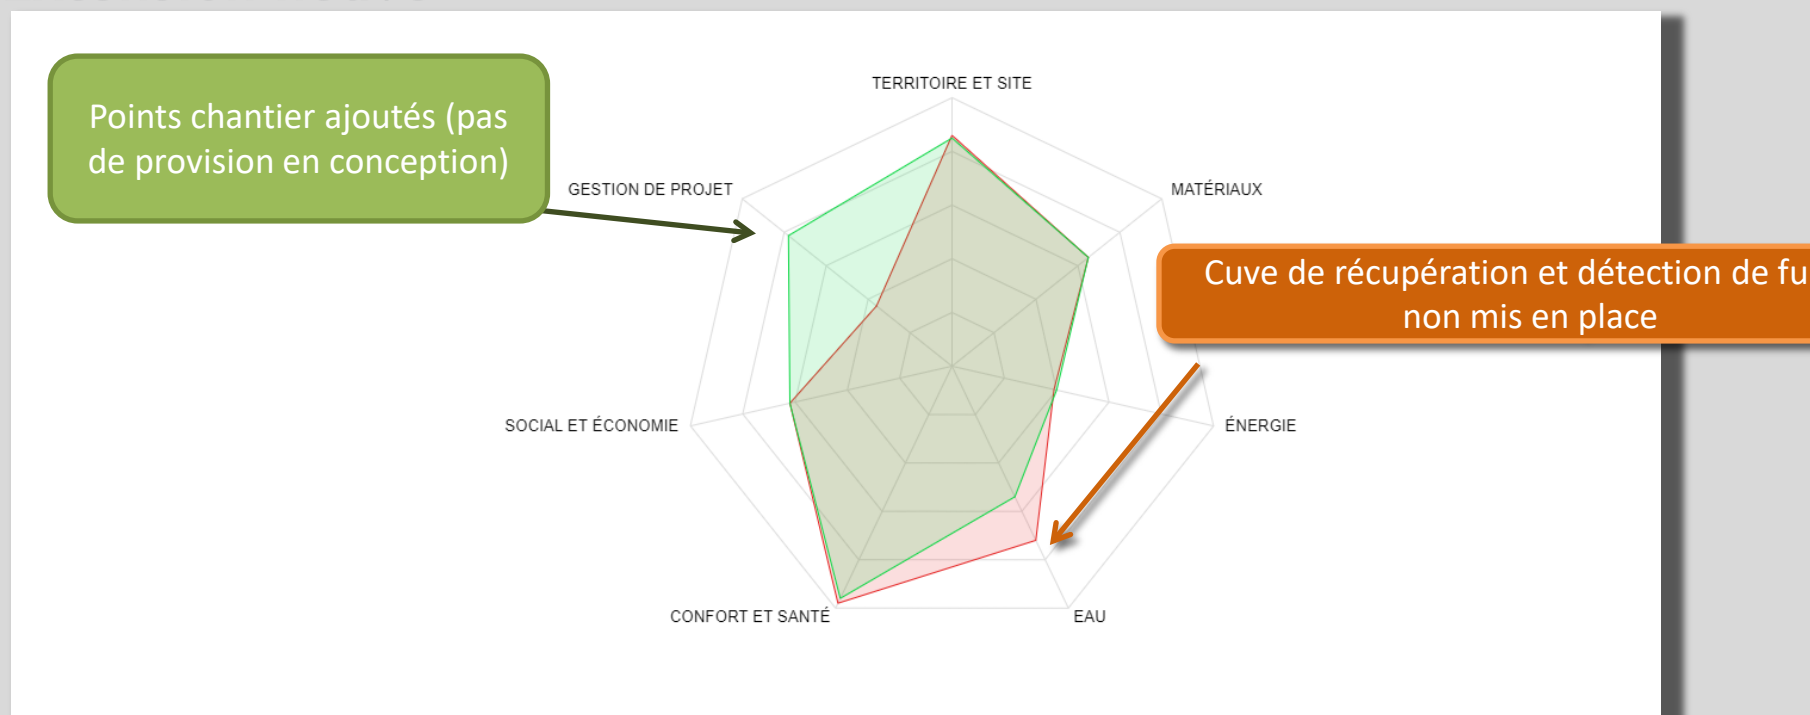 Points chantier ajoutés (pas
de provision en conception)
TERRITOIRE ET SITE
GESTION DE PROJET
MATÉRIAUX
Cuve de récupération et détection de
non mis en place
SOCIAL ET ÉCONOMIE
ÉNERGIE
CONFORT ET SANTÉ
EAU